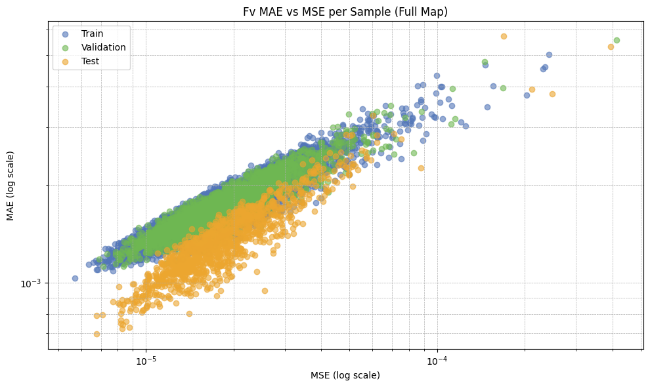 Fv MAE vs MSE per Sample (Full Map)
Train
Validation
Test
MAE (log scale)
10⁻³
10⁻⁵
10⁻⁴
MSE (log scale)